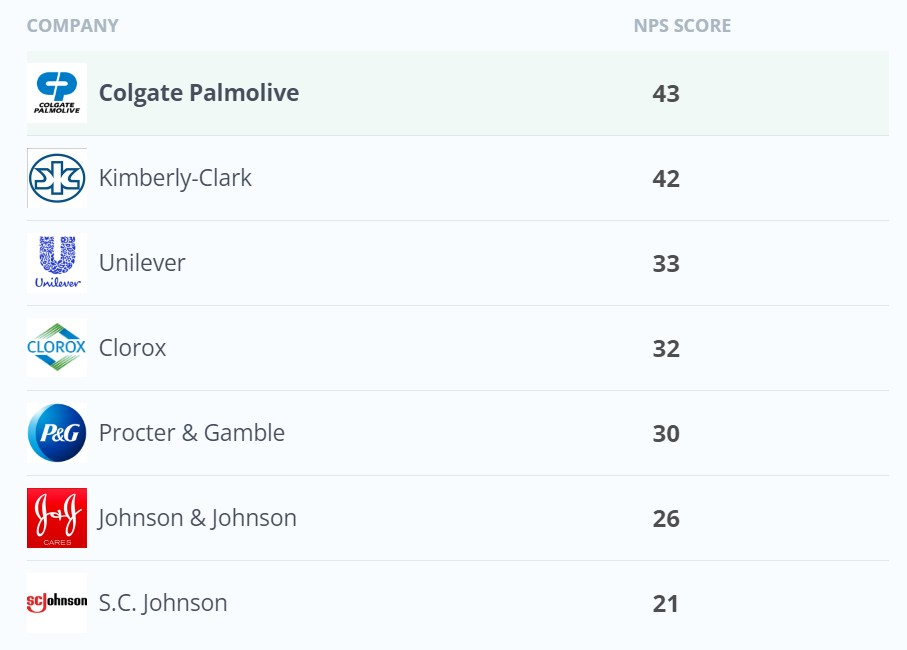 COMPANY NPS SCORE
COLGATE
PALMOLIVE
Colgate Palmolive 43
Kimberly-Clark 42
Unilever
Unilever 33
CLOROX
Clorox 32
P&G
Procter & Gamble 30
J&J
CARES
Johnson & Johnson 26
scjohnson
S.C. Johnson 21